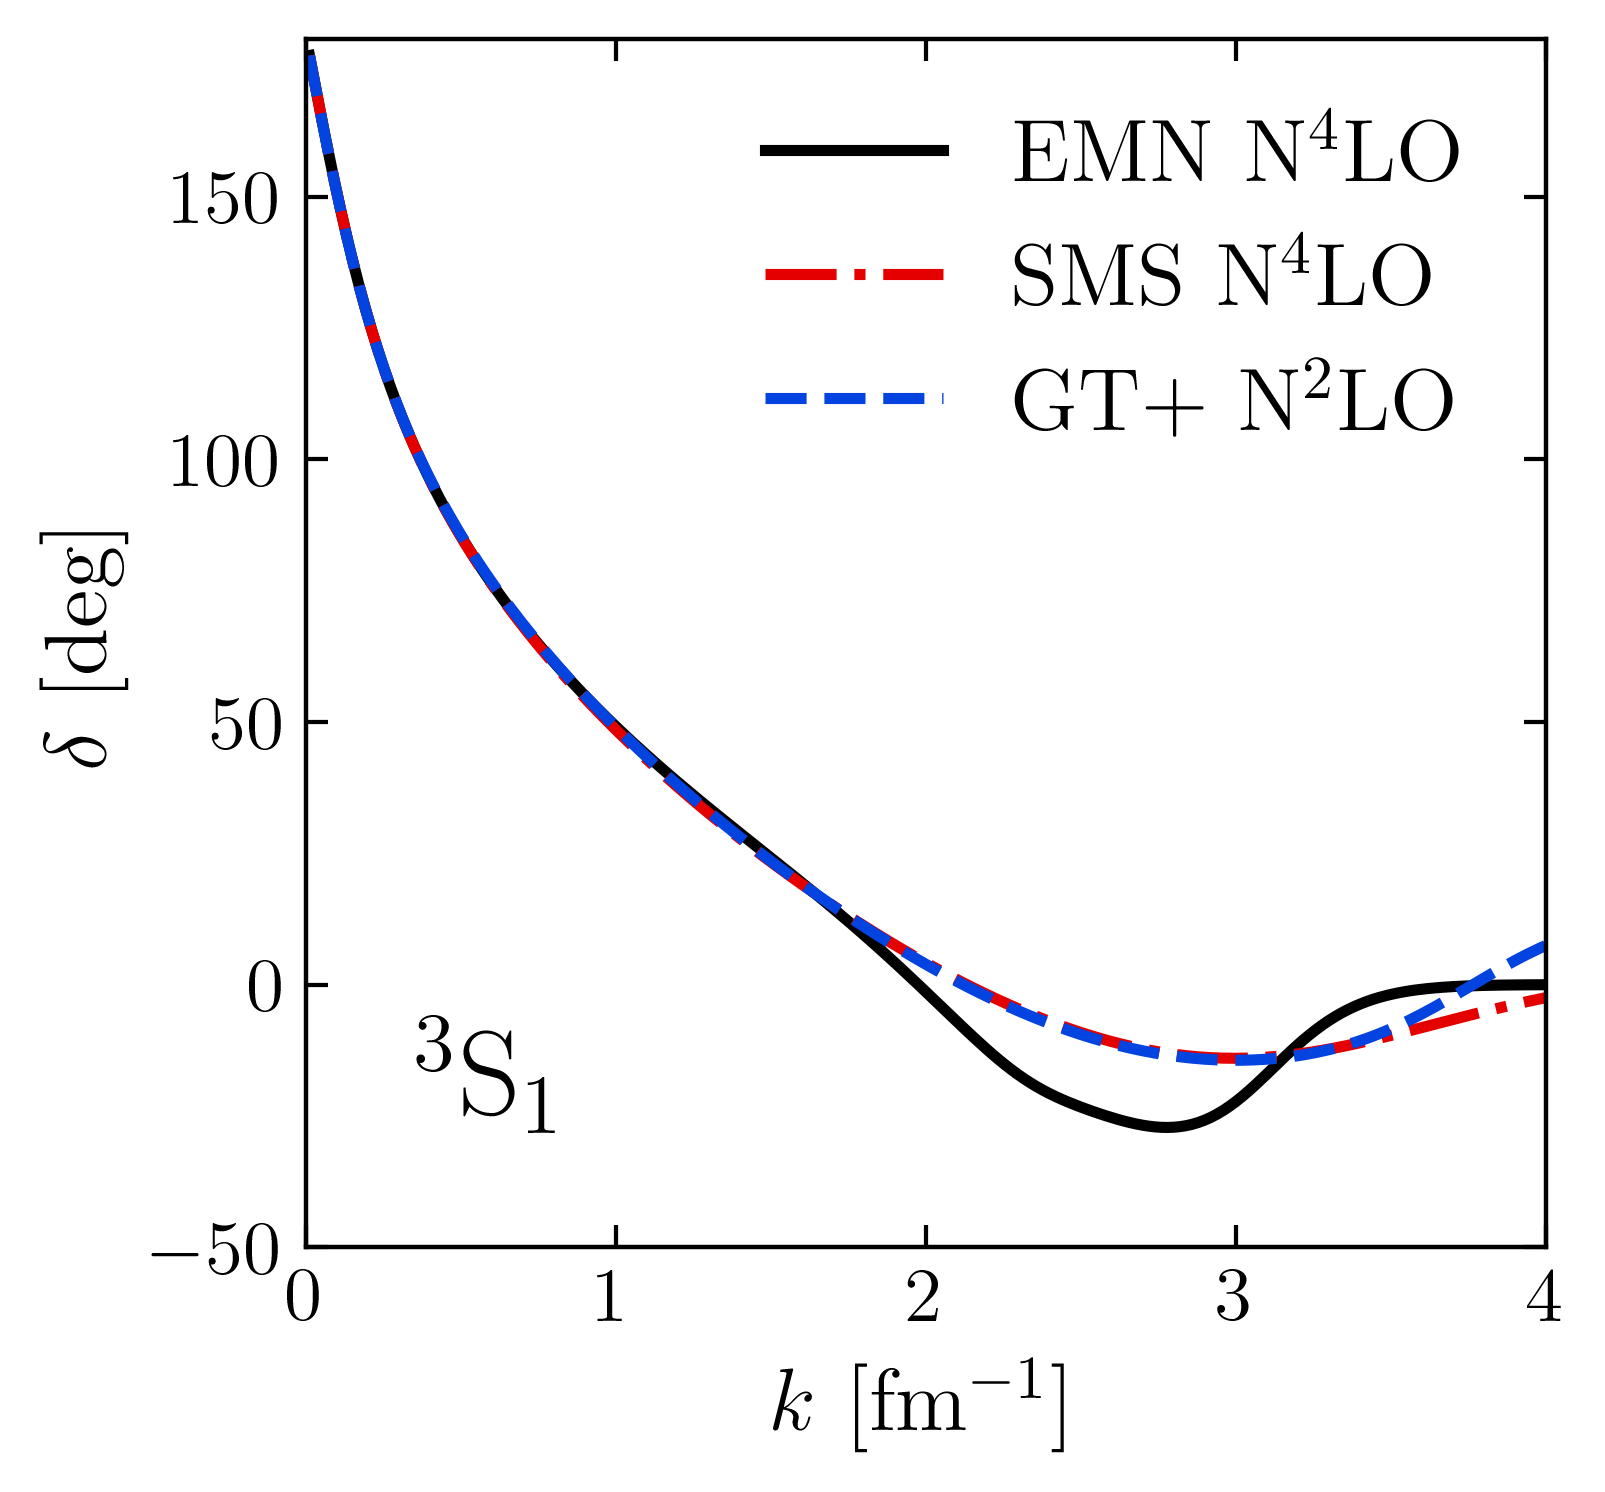 EMN N⁴LO
SMS N⁴LO
GT+ N²LO
150
100
50
0
−50
δ [deg]
³S₁
0 1 2 3 4
k [fm⁻¹]